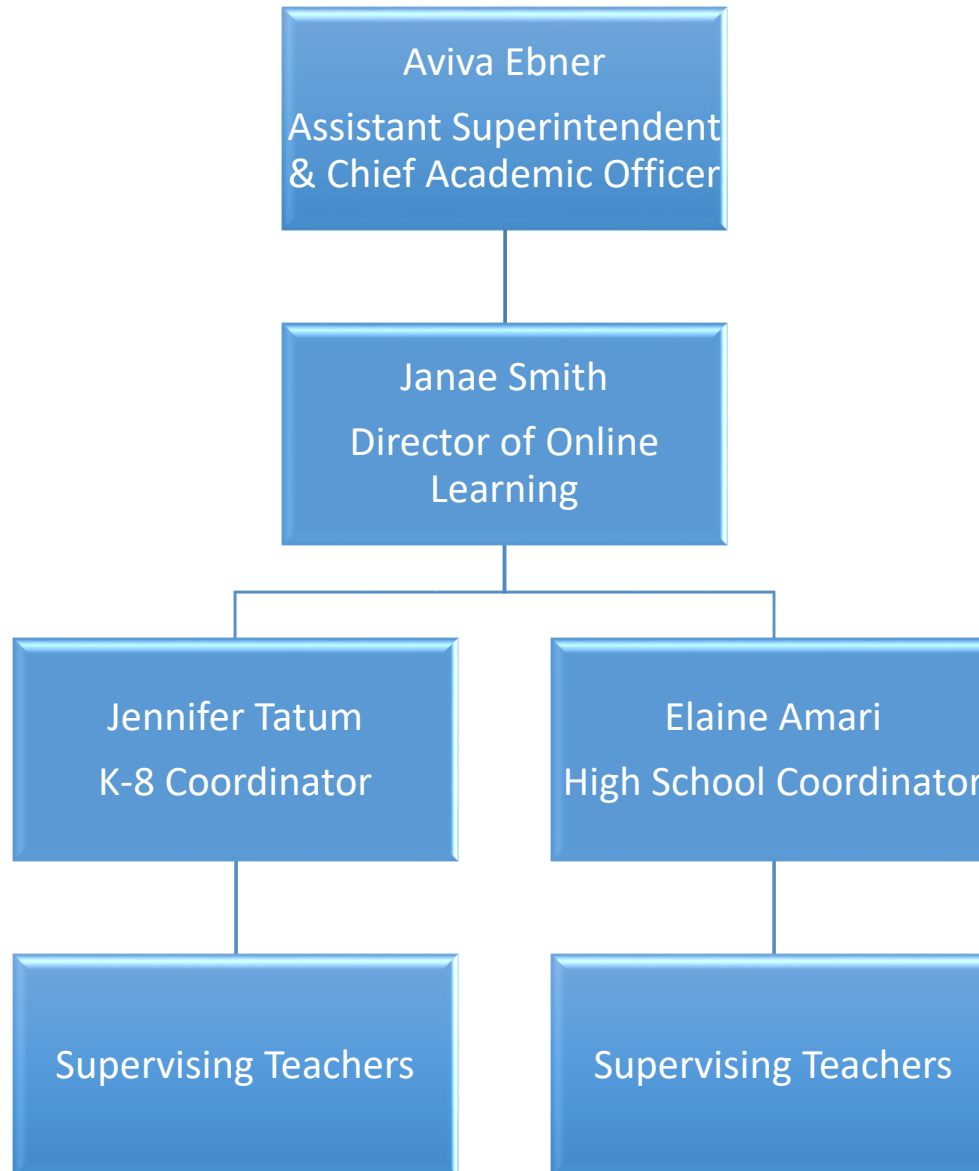 Aviva Ebner
Assistant Superintendent
& Chief Academic Officer
Janae Smith
Director of Online
Learning
Jennifer Tatum
K-8 Coordinator
Elaine Amari
High School Coordinator
Supervising Teachers
Supervising Teachers